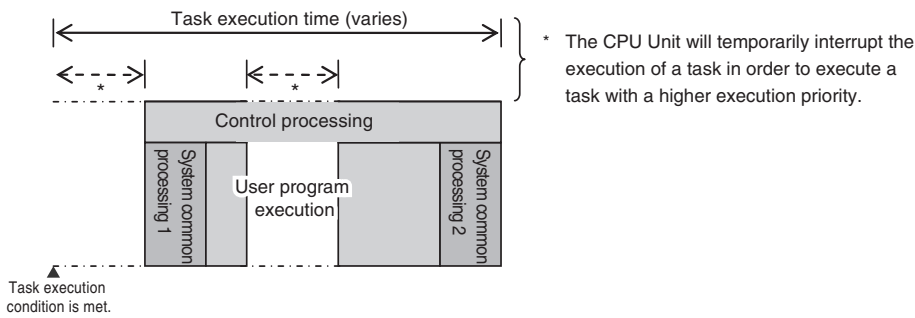 Task execution time (varies)
* The CPU Unit will temporarily interrupt the
execution of a task in order to execute a
task with a higher execution priority.
*
*
Control processing
System common
processing 1
User program
execution
System common
processing 2
Task execution
condition is met.